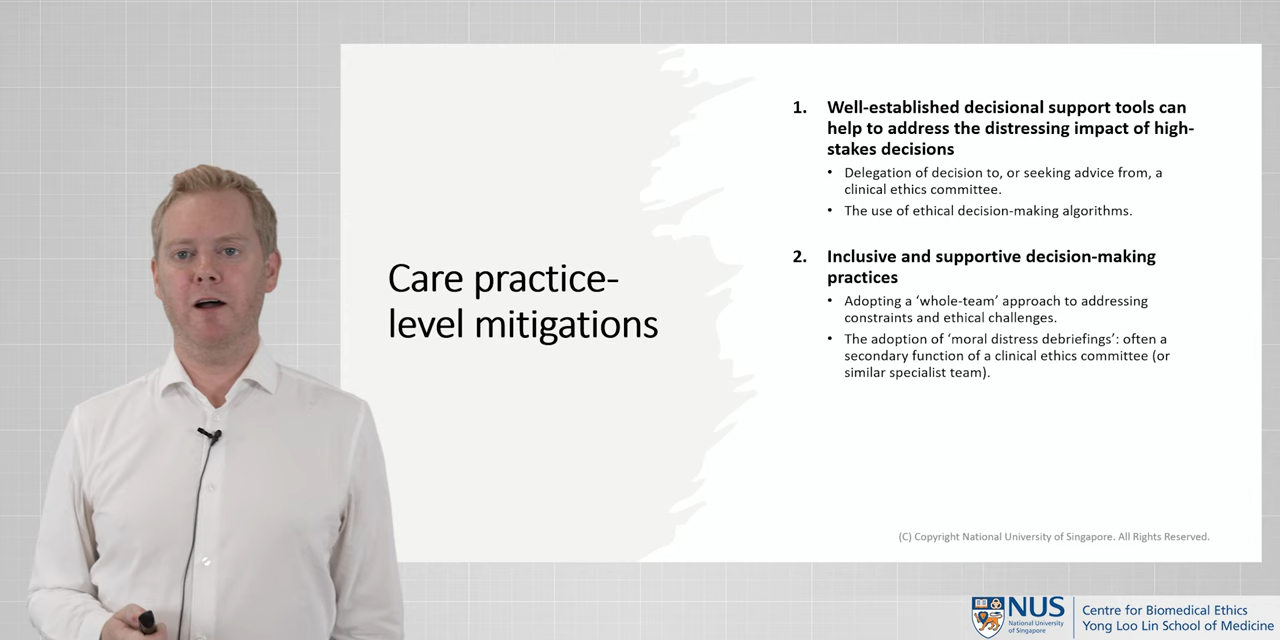 Care practice-
level mitigations
1. Well-established decisional support tools can
help to address the distressing impact of high-
stakes decisions
• Delegation of decision to, or seeking advice from, a
clinical ethics committee.
• The use of ethical decision-making algorithms.
2. Inclusive and supportive decision-making
practices
• Adopting a ‘whole-team’ approach to addressing
constraints and ethical challenges.
• The adoption of ‘moral distress debriefings’: often a
secondary function of a clinical ethics committee (or
similar specialist team).
(C) Copyright National University of Singapore. All Rights Reserved.
NUS
National University
of Singapore
Centre for Biomedical Ethics
Yong Loo Lin School of Medicine